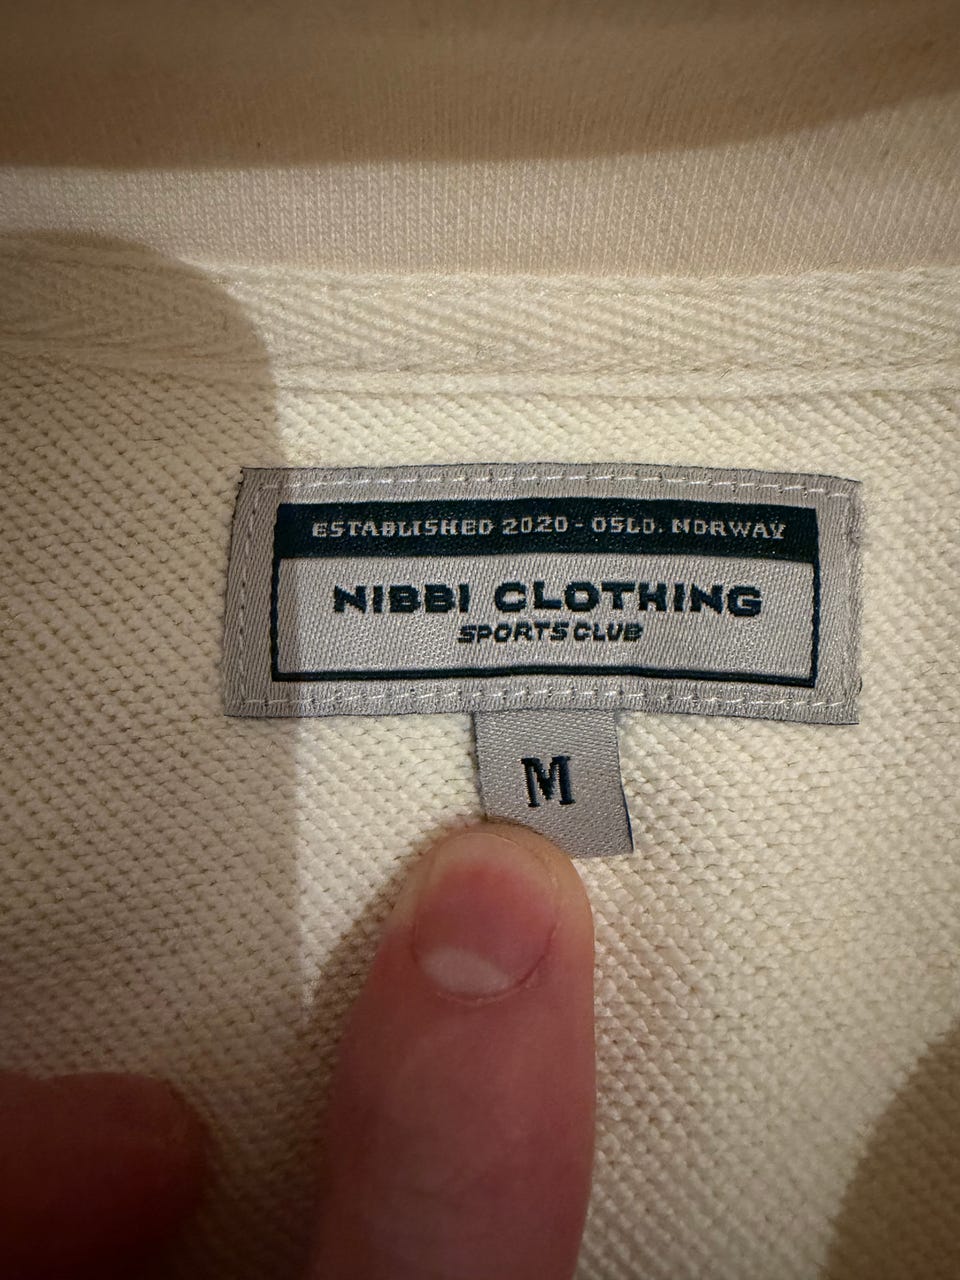 ESTABLISHED 2020 - OSLO. NORWAY
NIBBI CLOTHING
SPORTS CLUB
M